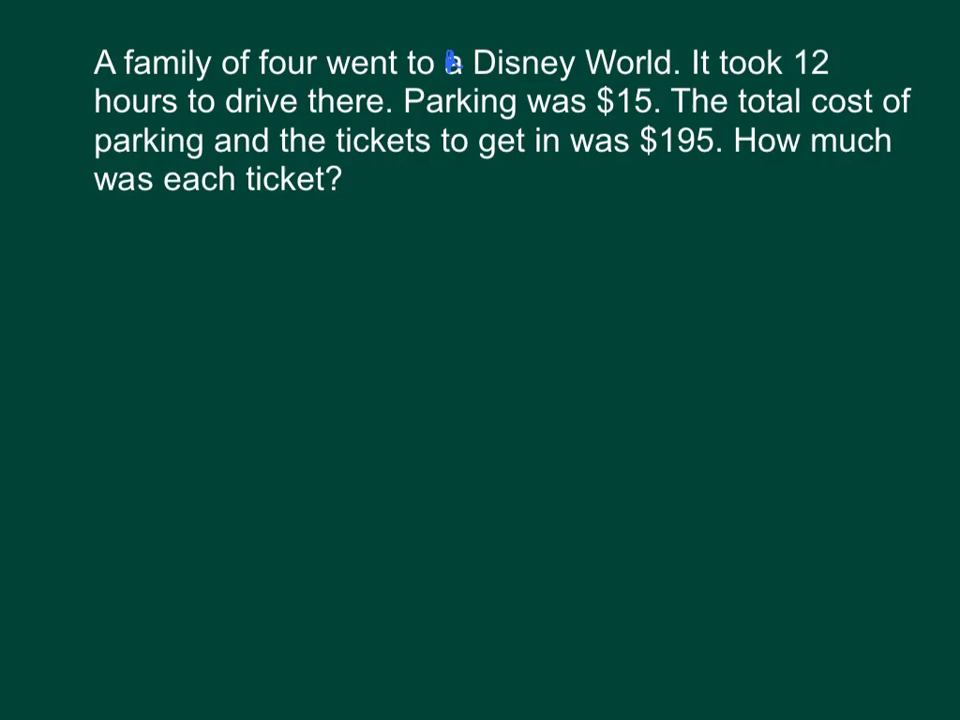 A family of four went to a Disney World. It took 12
hours to drive there. Parking was $15. The total cost of
parking and the tickets to get in was $195. How much
was each ticket?